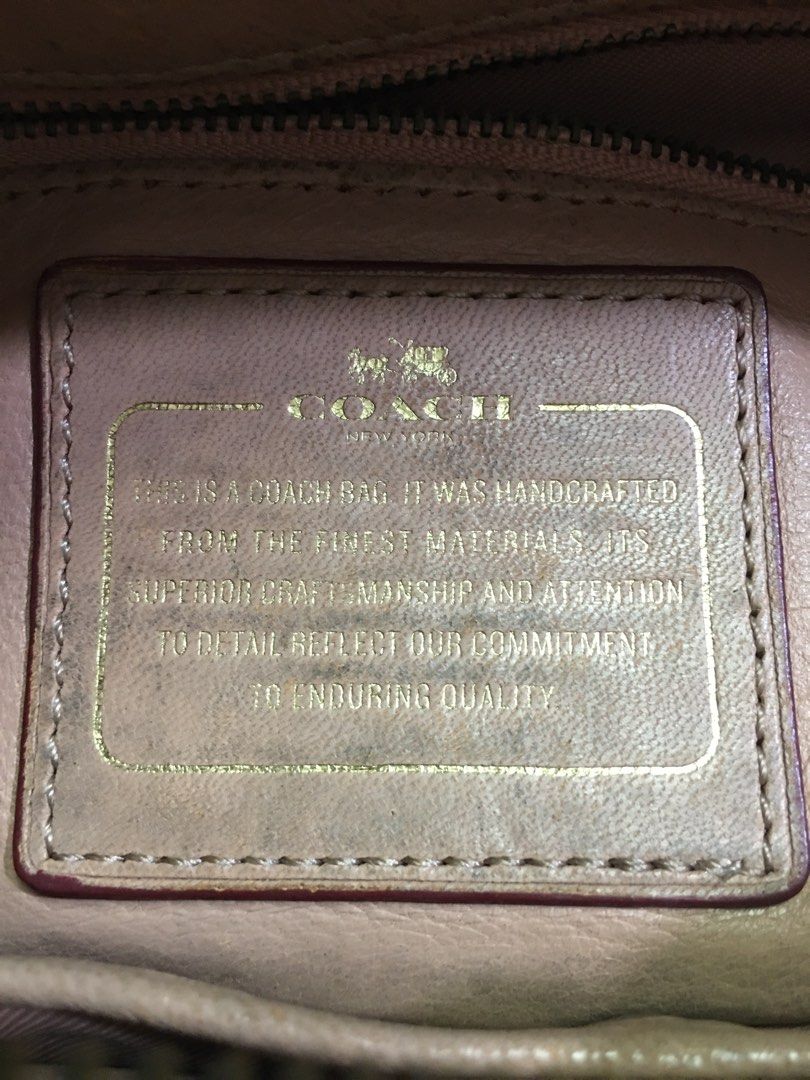 COACH
NEW YORK
THIS IS A COACH BAG. IT WAS HANDCRAFTED
FROM THE FINEST MATERIALS. ITS
SUPERIOR CRAFTSMANSHIP AND ATTENTION
TO DETAIL REFLECT OUR COMMITMENT
TO ENDURING QUALITY.